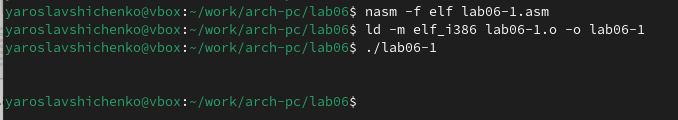 yaroslavshichenko@vbox:~/work/arch-pc/lab06$ nasm -f elf lab06-1.asm
yaroslavshichenko@vbox:~/work/arch-pc/lab06$ ld -m elf_i386 lab06-1.o -o lab06-1
yaroslavshichenko@vbox:~/work/arch-pc/lab06$ ./lab06-1
yaroslavshichenko@vbox:~/work/arch-pc/lab06$